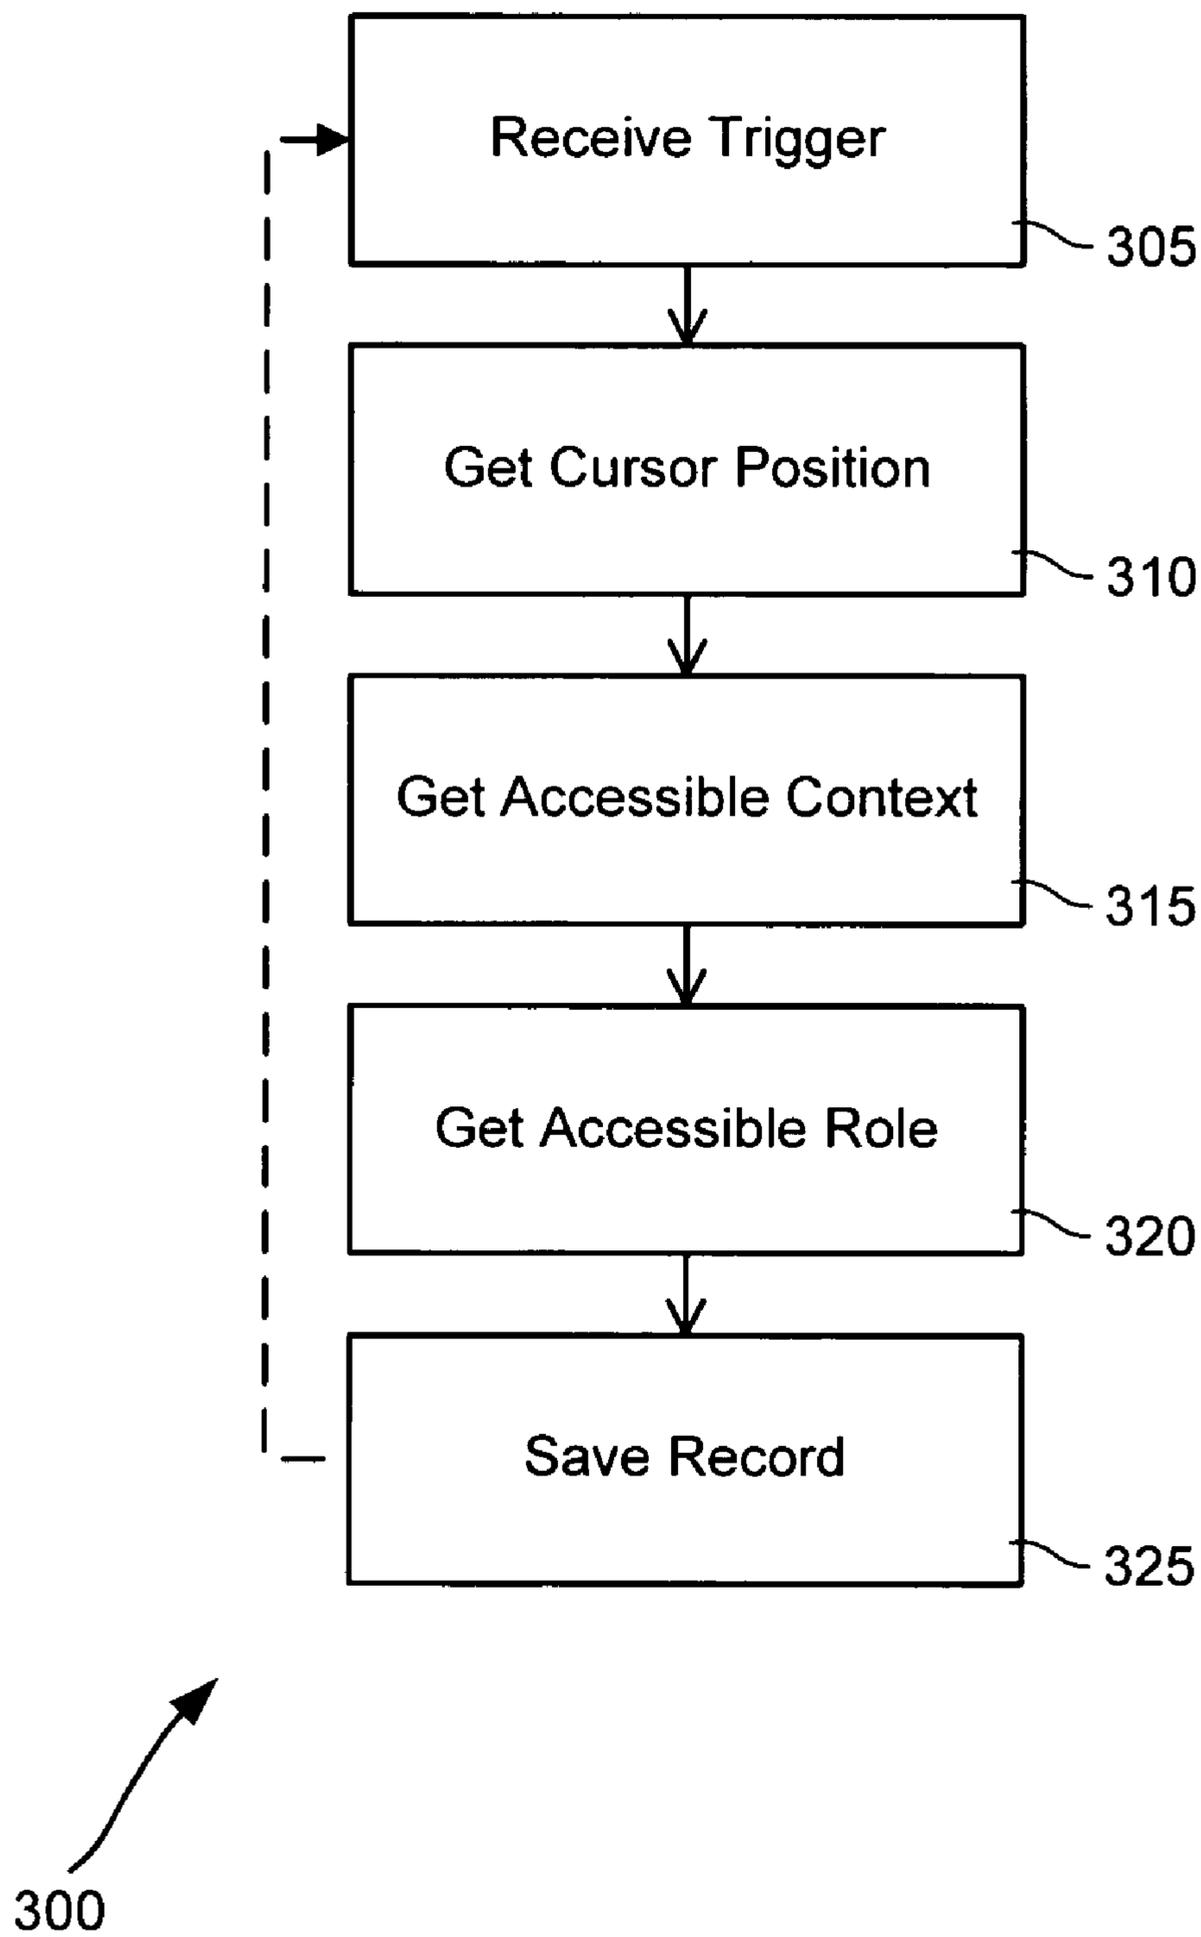 Receive Trigger
305
Get Cursor Position
310
Get Accessible Context
315
Get Accessible Role
320
Save Record
325
300